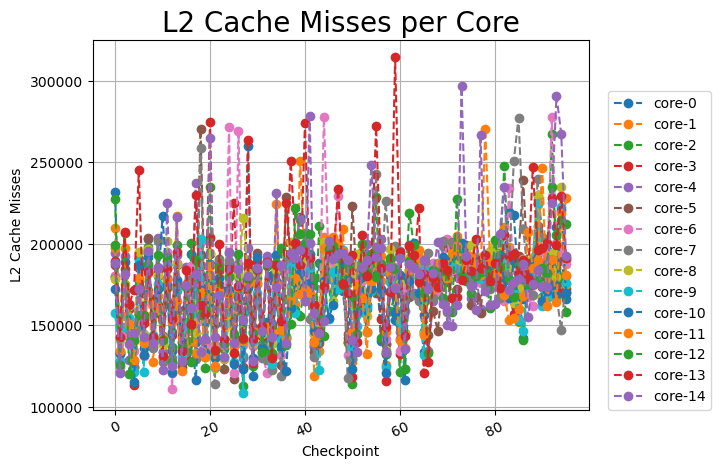 L2 Cache Misses per Core
300000
250000
200000
150000
100000
L2 Cache Misses
0
20
40
60
80
Checkpoint
core-0
core-1
core-2
core-3
core-4
core-5
core-6
core-7
core-8
core-9
core-10
core-11
core-12
core-13
core-14